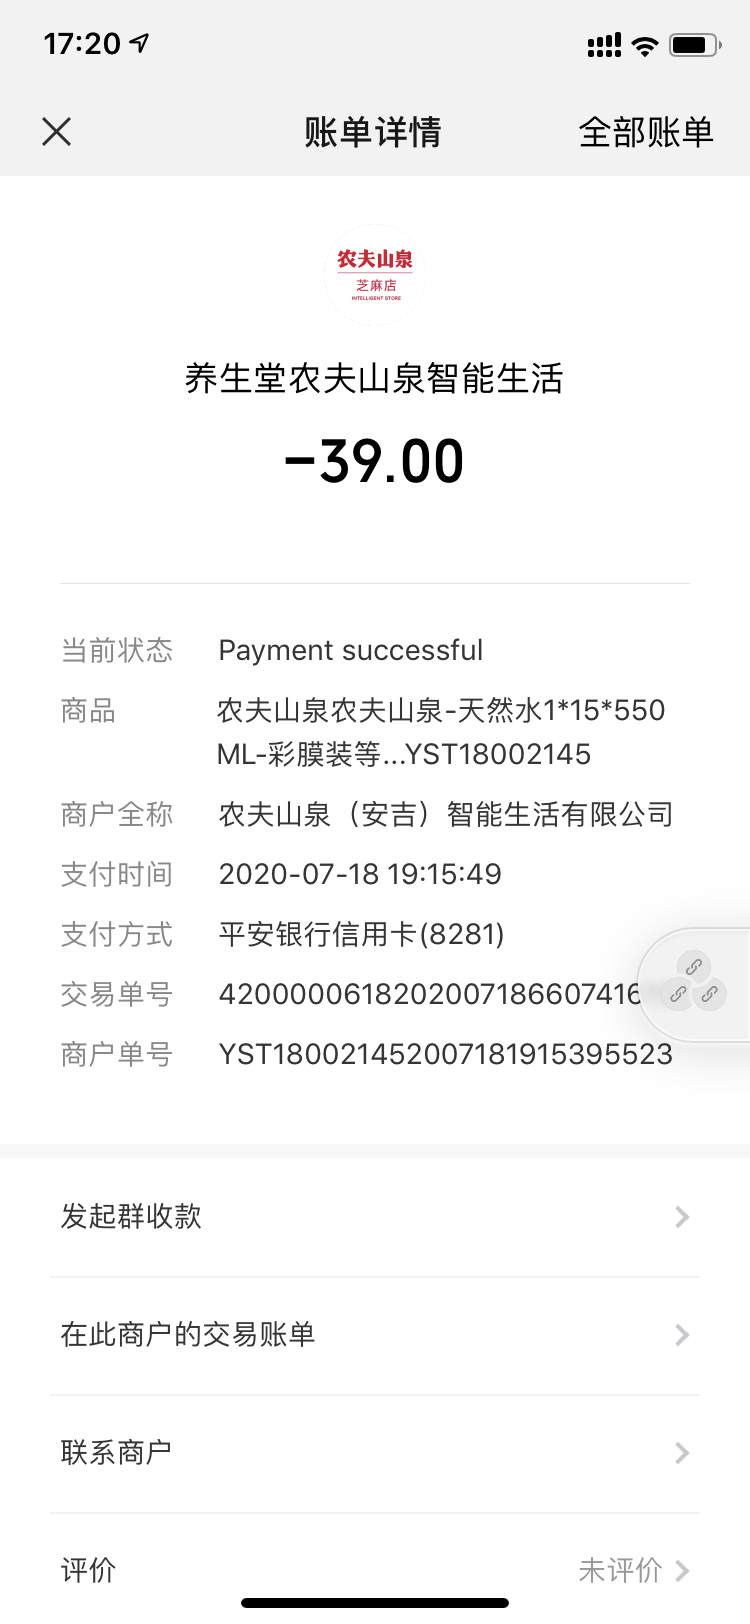 17:20
账单详情
全部账单
农夫山泉
芝麻店
INTELLIGENT STORE
养生堂农夫山泉智能生活
-39.00
当前状态 Payment successful
商品 农夫山泉农夫山泉-天然水1*15*550
ML-彩膜装等...YST18002145
商户全称 农夫山泉（安吉）智能生活有限公司
支付时间 2020-07-18 19:15:49
支付方式 平安银行信用卡(8281)
交易单号 4200000618202007186607416
商户单号 YST180021452007181915395523
发起群收款
在此商户的交易账单
联系商户
评价 未评价